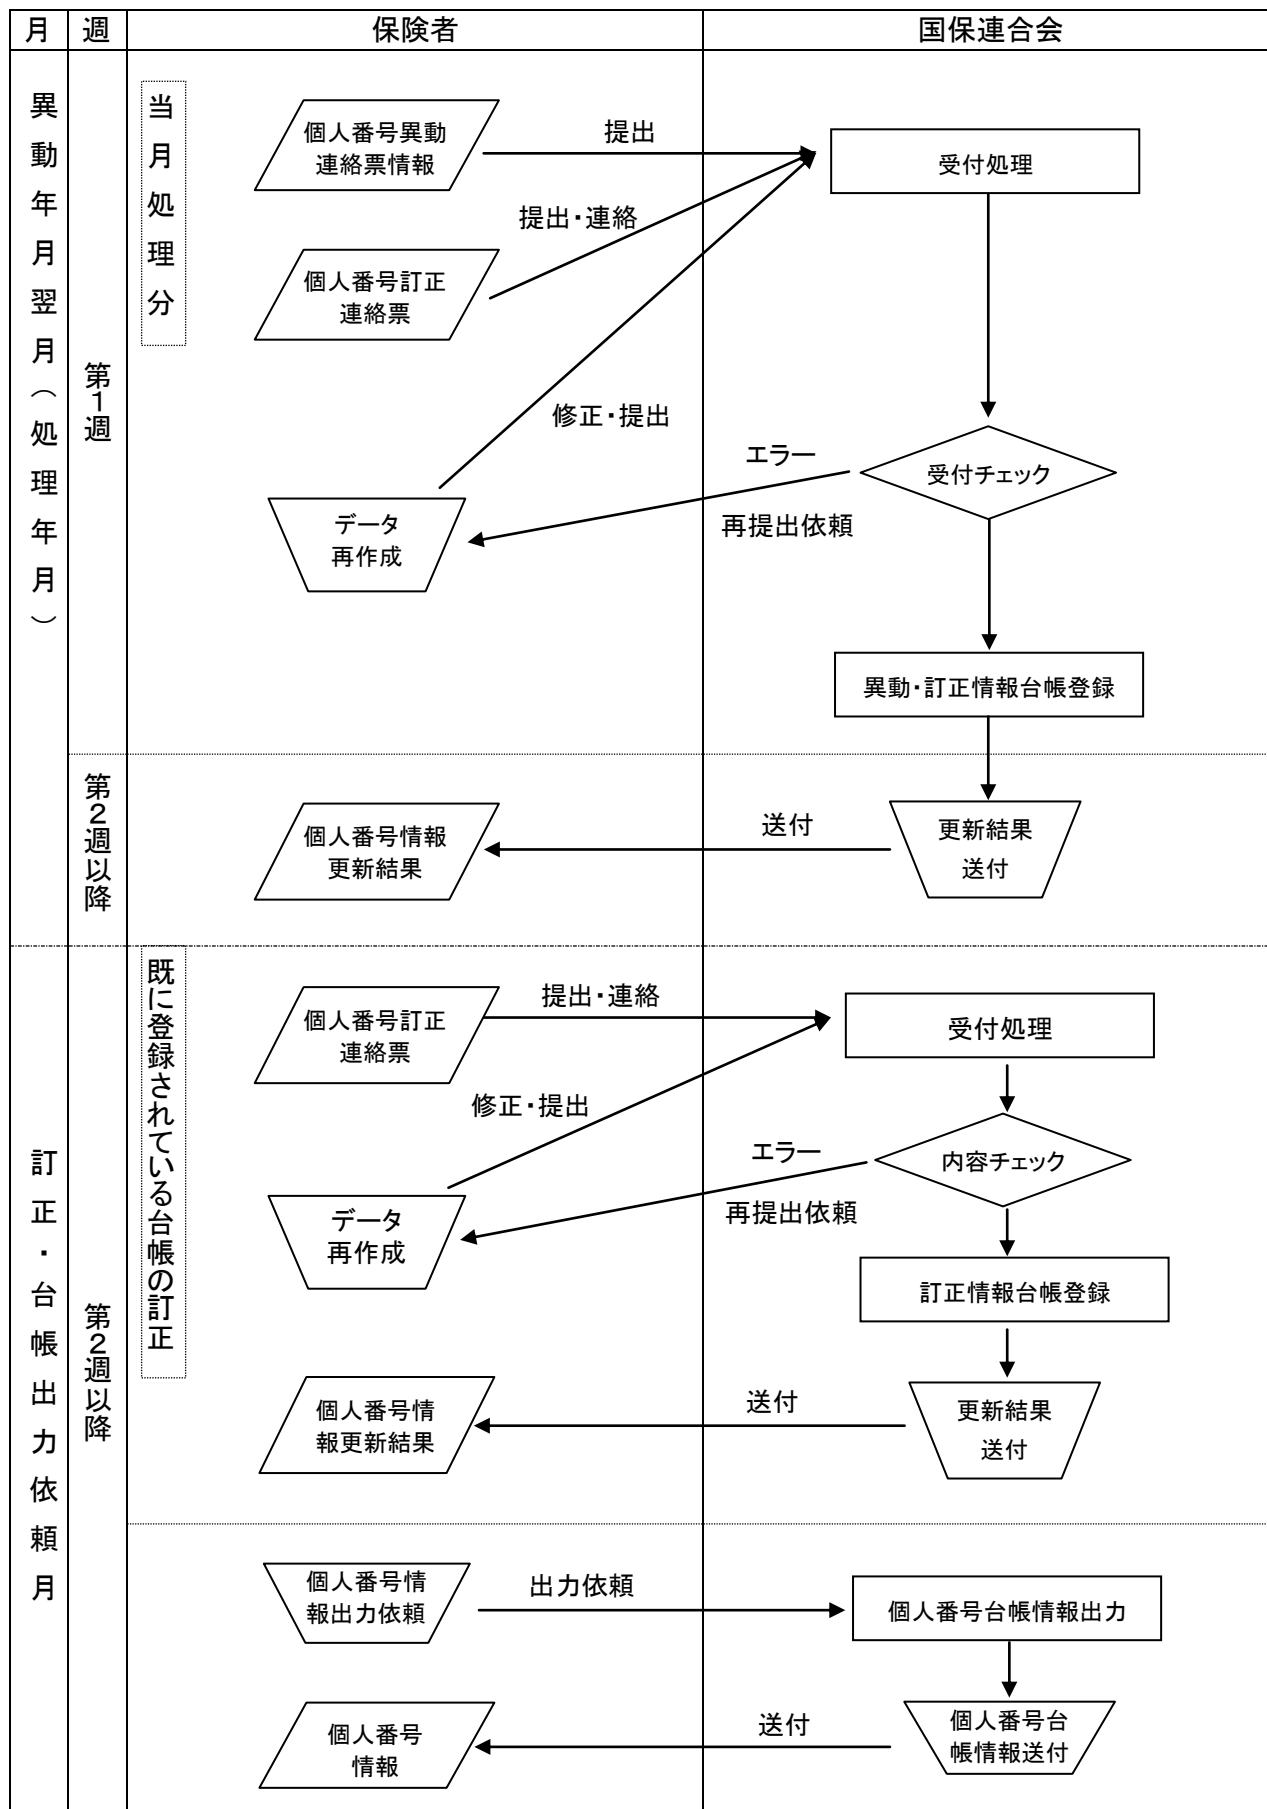 月
週
保険者
国保連合会
異動年月翌月（処理年月）
第1週
当月処理分
個人番号異動
連絡票情報
提出
受付処理
提出・連絡
個人番号訂正
連絡票
修正・提出
エラー
受付チェック
再提出依頼
データ
再作成
異動・訂正情報台帳登録
第2週以降
個人番号情報
更新結果
送付
更新結果
送付
訂正・台帳出力依頼月
第2週以降
既に登録されている台帳の訂正
個人番号訂正
連絡票
提出・連絡
受付処理
修正・提出
エラー
内容チェック
再提出依頼
データ
再作成
訂正情報台帳登録
個人番号情
報更新結果
送付
更新結果
送付
個人番号情
報出力依頼
出力依頼
個人番号台帳情報出力
個人番号
情報
送付
個人番号台
帳情報送付